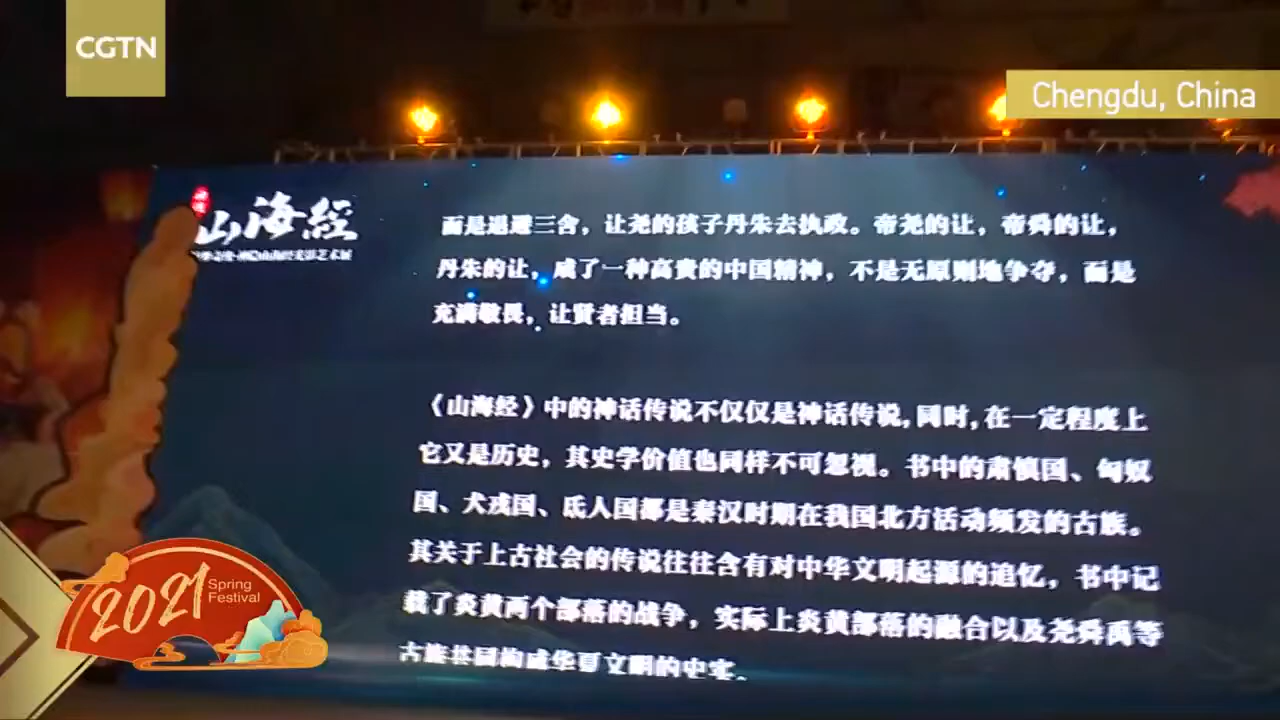 CGTN
Chengdu, China
山海經
而是退避三舍，让尧的孩子丹朱去执政。帝尧的让，帝舜的让，
丹朱的让，成了一种高贵的中国精神，不是无原则地争夺，而是
充满敬畏，让贤者担当。
《山海经》中的神话传说不仅仅是神话传说,同时,在一定程度上
它又是历史，其史学价值也同样不可忽视。书中的肃慎国、匈奴
国、犬戎国、氐人国都是秦汉时期在我国北方活动频发的古族。
其关于上古社会的传说往往含有对中华文明起源的追忆，书中记
载了炎黄两个部落的战争，实际上炎黄部落的融合以及尧舜禹等
古族共同构成华夏文明的史实。
2021
Spring
Festival